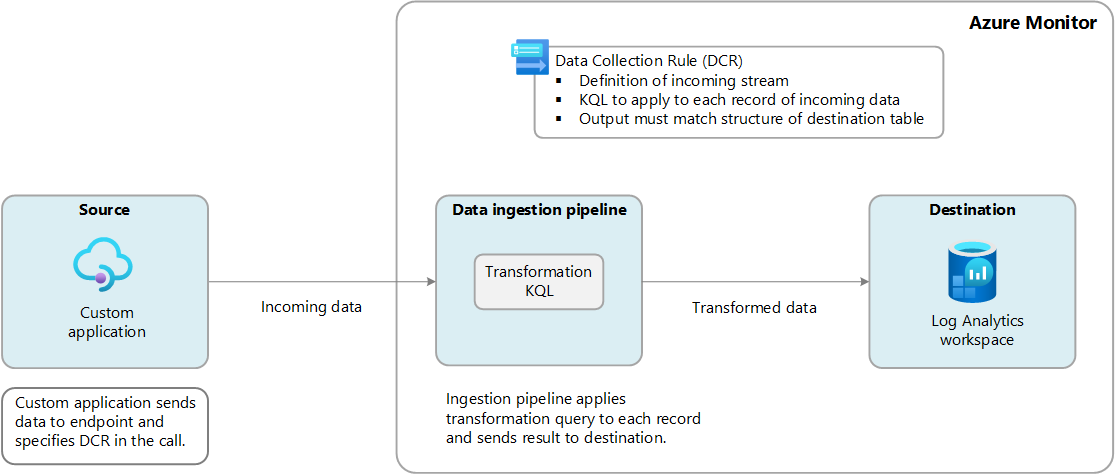 Azure Monitor
Data Collection Rule (DCR)
▪ Definition of incoming stream
▪ KQL to apply to each record of incoming data
▪ Output must match structure of destination table
Source
Custom
application
Incoming data
Data ingestion pipeline
Transformation
KQL
Transformed data
Destination
Log Analytics
workspace
Custom application sends
data to endpoint and
specifies DCR in the call.
Ingestion pipeline applies
transformation query to each record
and sends result to destination.